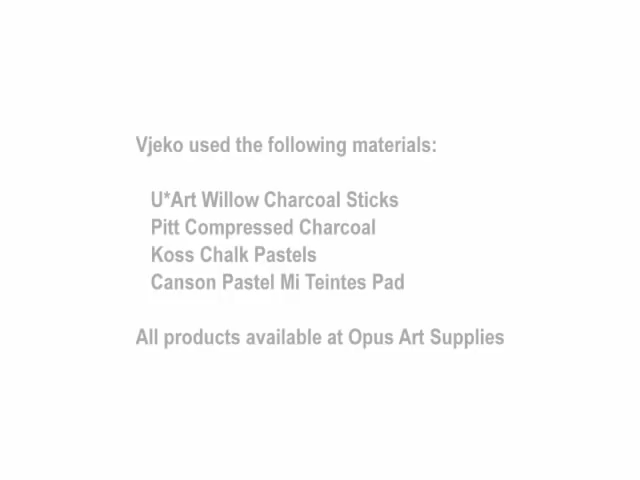 Vjeko used the following materials:
U*Art Willow Charcoal Sticks
Pitt Compressed Charcoal
Koss Chalk Pastels
Canson Pastel Mi Teintes Pad
All products available at Opus Art Supplies